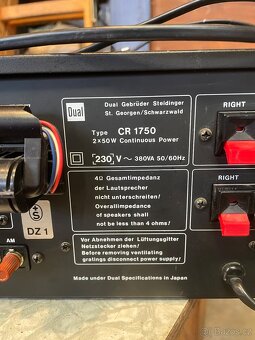 Dual
Dual Gebrüder Steidinger
St. Georgen/Schwarzwald
Type CR 1750
2×50W Continuous Power
230 V ~ 380VA 50/60Hz
4Ω Gesamtimpedanz
der Lautsprecher
nicht unterschreiten!
Overallimpedance
of speakers shall
not be less than 4 ohms!
Vor Abnehmen der Lüftungsgitter
Netzstecker ziehen!
Before removing ventilating
gratings disconnect power supply!
Made under Dual Specifications in Japan
RIGHT
RIGHT
S
DZ 1
AM